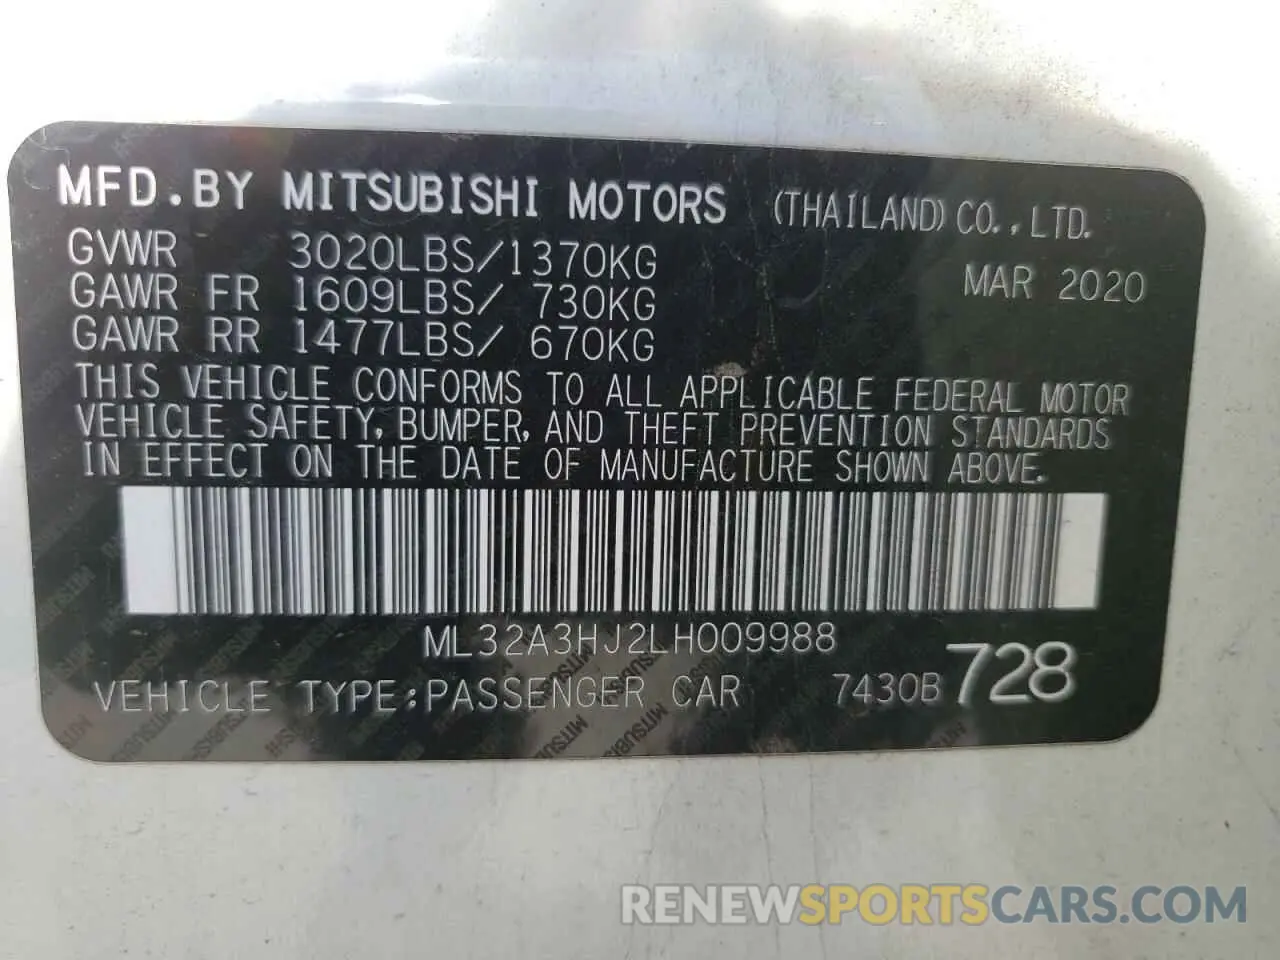 MFD.BY MITSUBISHI MOTORS (THAILAND)CO.,LTD.
GVWR 3020LBS/1370KG
MAR 2020
GAWR FR 1609LBS/ 730KG
GAWR RR 1477LBS/ 670KG
THIS VEHICLE CONFORMS TO ALL APPLICABLE FEDERAL MOTOR
VEHICLE SAFETY, BUMPER, AND THEFT PREVENTION STANDARDS
IN EFFECT ON THE DATE OF MANUFACTURE SHOWN ABOVE.
ML32A3HJ2LH009988
VEHICLE TYPE:PASSENGER CAR 7430B 728
RENEWSPORTSCARS.COM